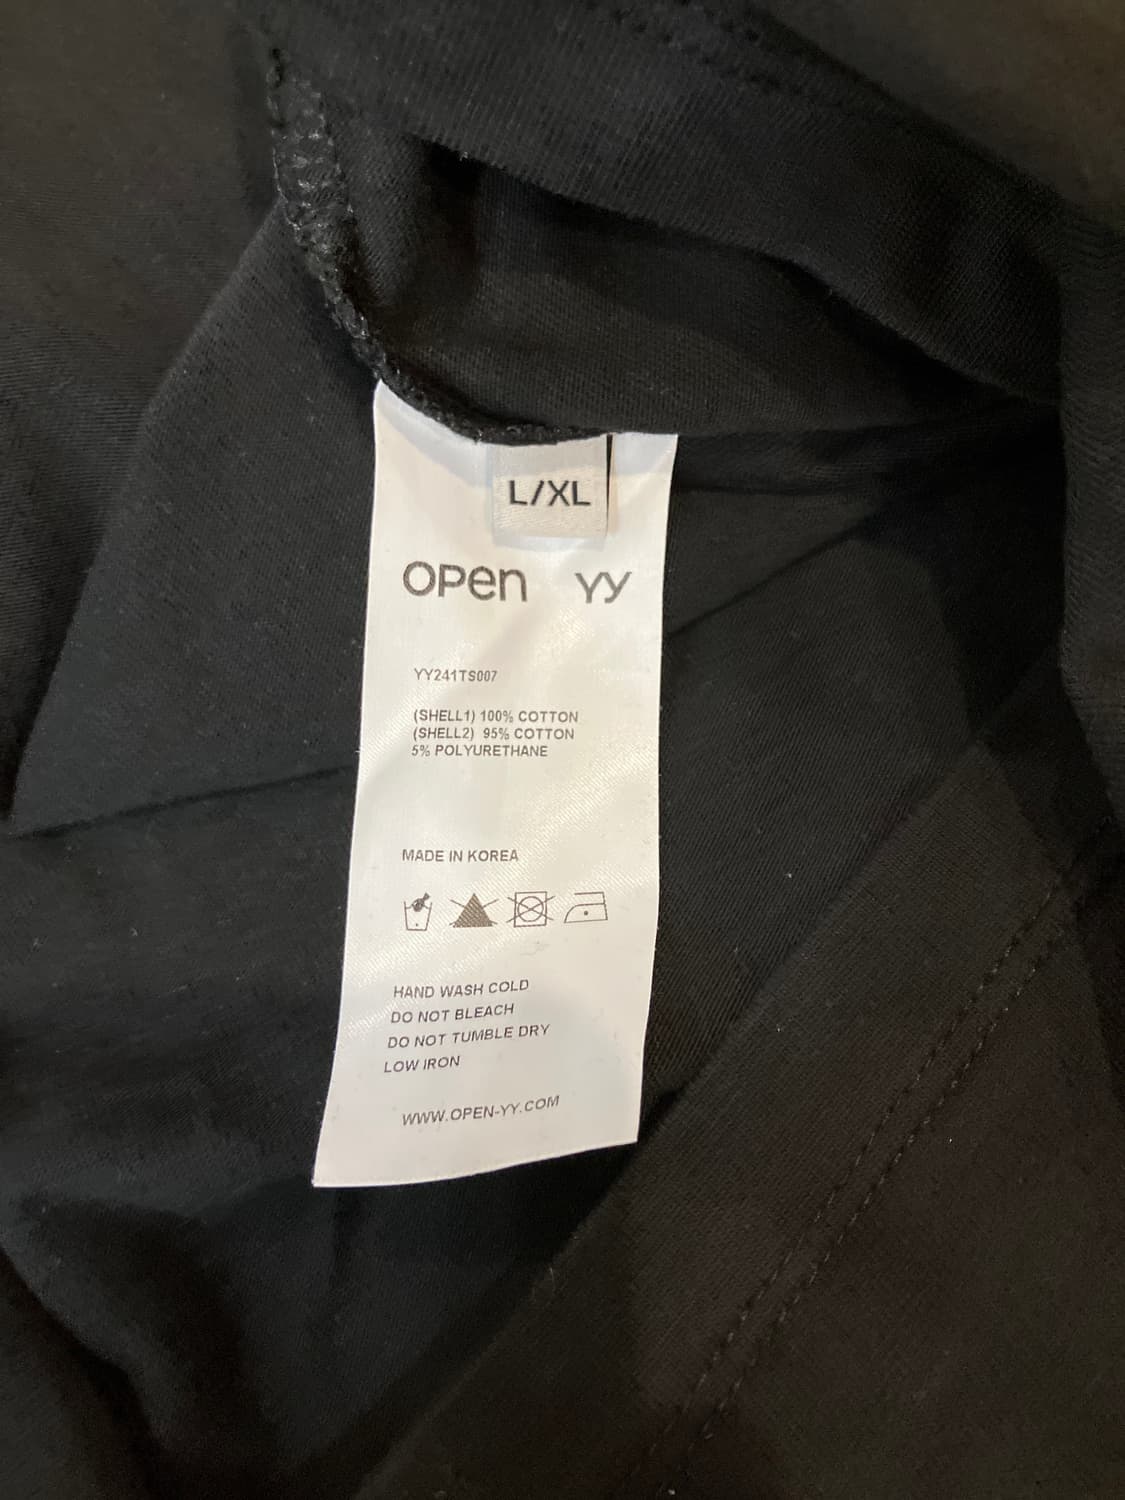 L/XL
OPen YY
YY241TS007
(SHELL1) 100% COTTON
(SHELL2) 95% COTTON
5% POLYURETHANE
MADE IN KOREA
HAND WASH COLD
DO NOT BLEACH
DO NOT TUMBLE DRY
LOW IRON
WWW.OPEN-YY.COM